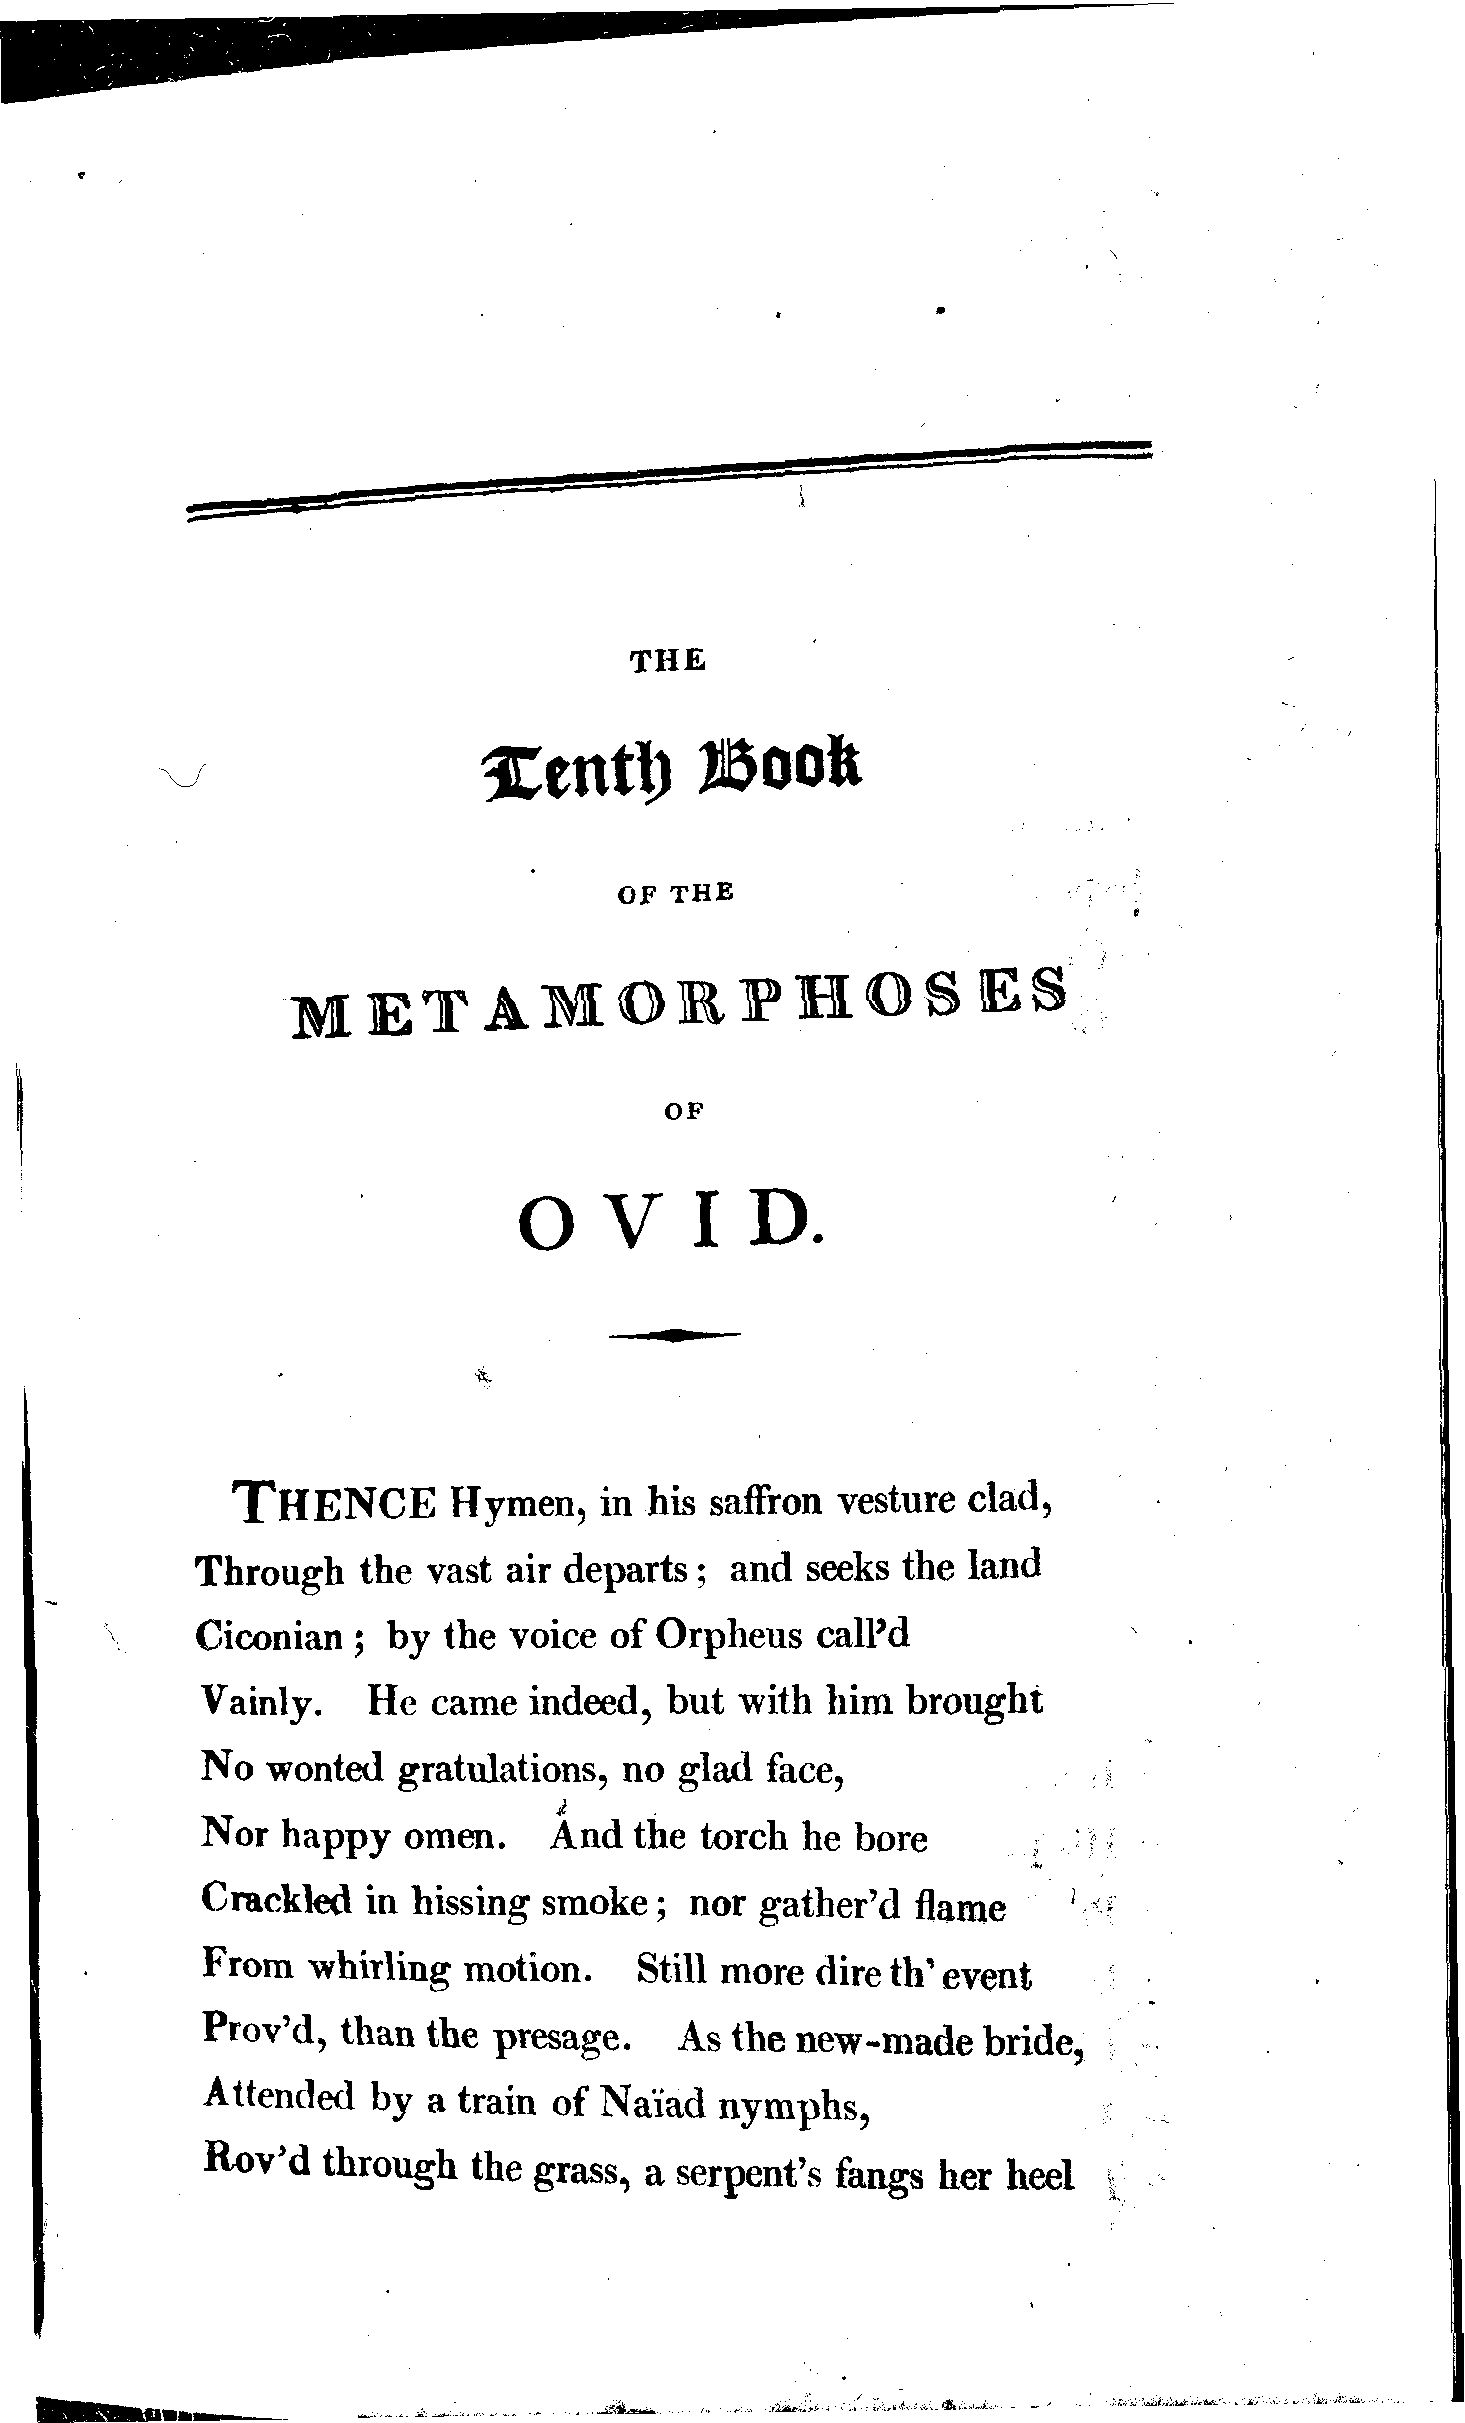 THE
Tenth Book
OF THE
METAMORPHOSES
OF
OVID.
THENCE Hymen, in his saffron vesture clad,
Through the vast air departs; and seeks the land
Ciconian; by the voice of Orpheus call'd
Vainly. He came indeed, but with him brought
No wonted gratulations, no glad face,
Nor happy omen. And the torch he bore
Crackled in hissing smoke; nor gather'd flame
From whirling motion. Still more dire th' event
Prov'd, than the presage. As the new-made bride,
Attended by a train of Naïad nymphs,
Rov'd through the grass, a serpent's fangs her heel